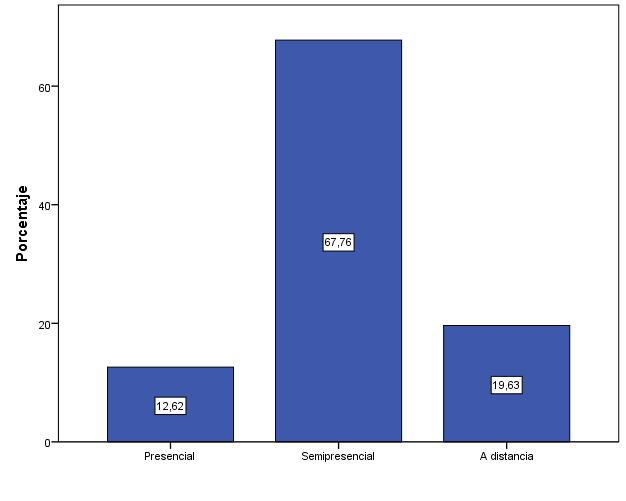 Porcentaje
60
40
20
0
67,76
19,63
12,62
Presencial
Semipresencial
A distancia